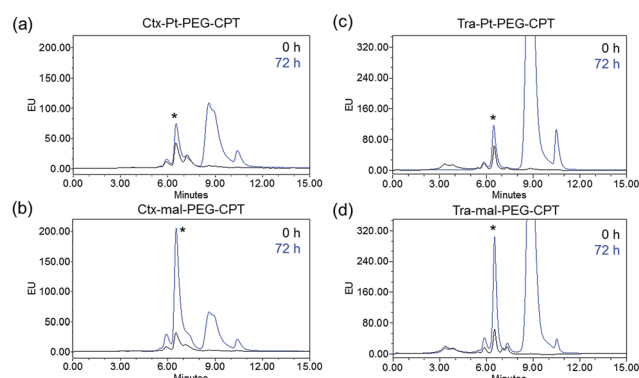 (a) Ctx-Pt-PEG-CPT
0 h
72 h
*
EU
200.00
150.00
100.00
50.00
0.00
0.00 3.00 6.00 9.00 12.00 15.00
Minutes
(b) Ctx-mal-PEG-CPT
0 h
72 h
*
EU
200.00
150.00
100.00
50.00
0.00
0.00 3.00 6.00 9.00 12.00 15.00
Minutes
(c) Tra-Pt-PEG-CPT
0 h
72 h
*
EU
320.00
240.00
160.00
80.00
0.00
0.00 3.00 6.00 9.00 12.00 15.00
Minutes
(d) Tra-mal-PEG-CPT
0 h
72 h
*
EU
320.00
240.00
160.00
80.00
0.00
0.00 3.00 6.00 9.00 12.00 15.00
Minutes